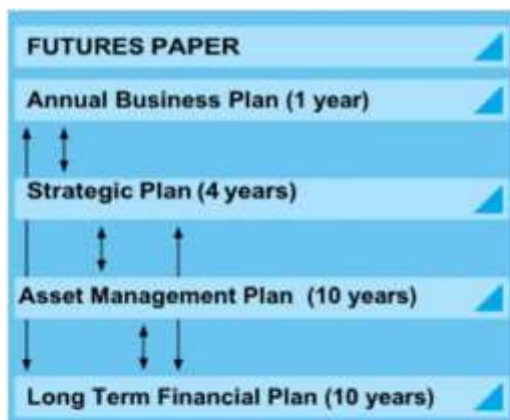 FUTURES PAPER
Annual Business Plan (1 year)
Strategic Plan (4 years)
Asset Management Plan (10 years)
Long Term Financial Plan (10 years)